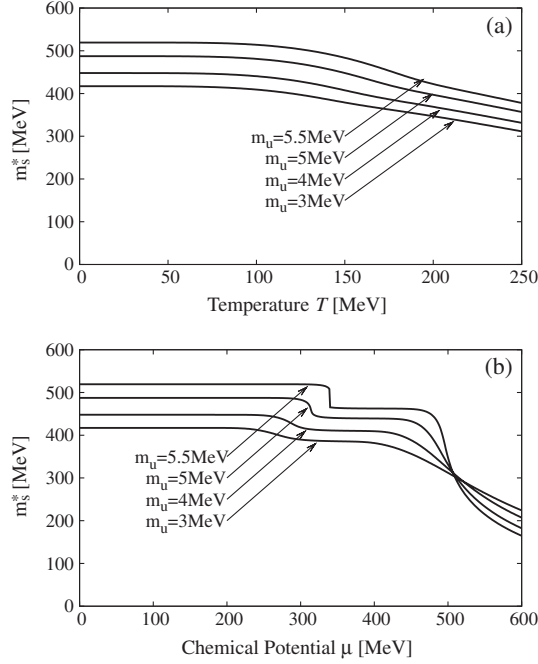 (a)
600
500
400
300
200
100
0
m*s [MeV]
mu=5.5MeV
mu=5MeV
mu=4MeV
mu=3MeV
0 50 100 150 200 250
Temperature T [MeV]
(b)
600
500
400
300
200
100
0
m*s [MeV]
mu=5.5MeV
mu=5MeV
mu=4MeV
mu=3MeV
0 100 200 300 400 500 600
Chemical Potential μ [MeV]